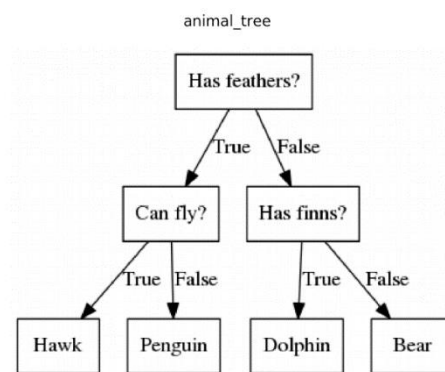 animal_tree
Has feathers?
True
False
Can fly?
Has finns?
True
False
True
False
Hawk
Penguin
Dolphin
Bear